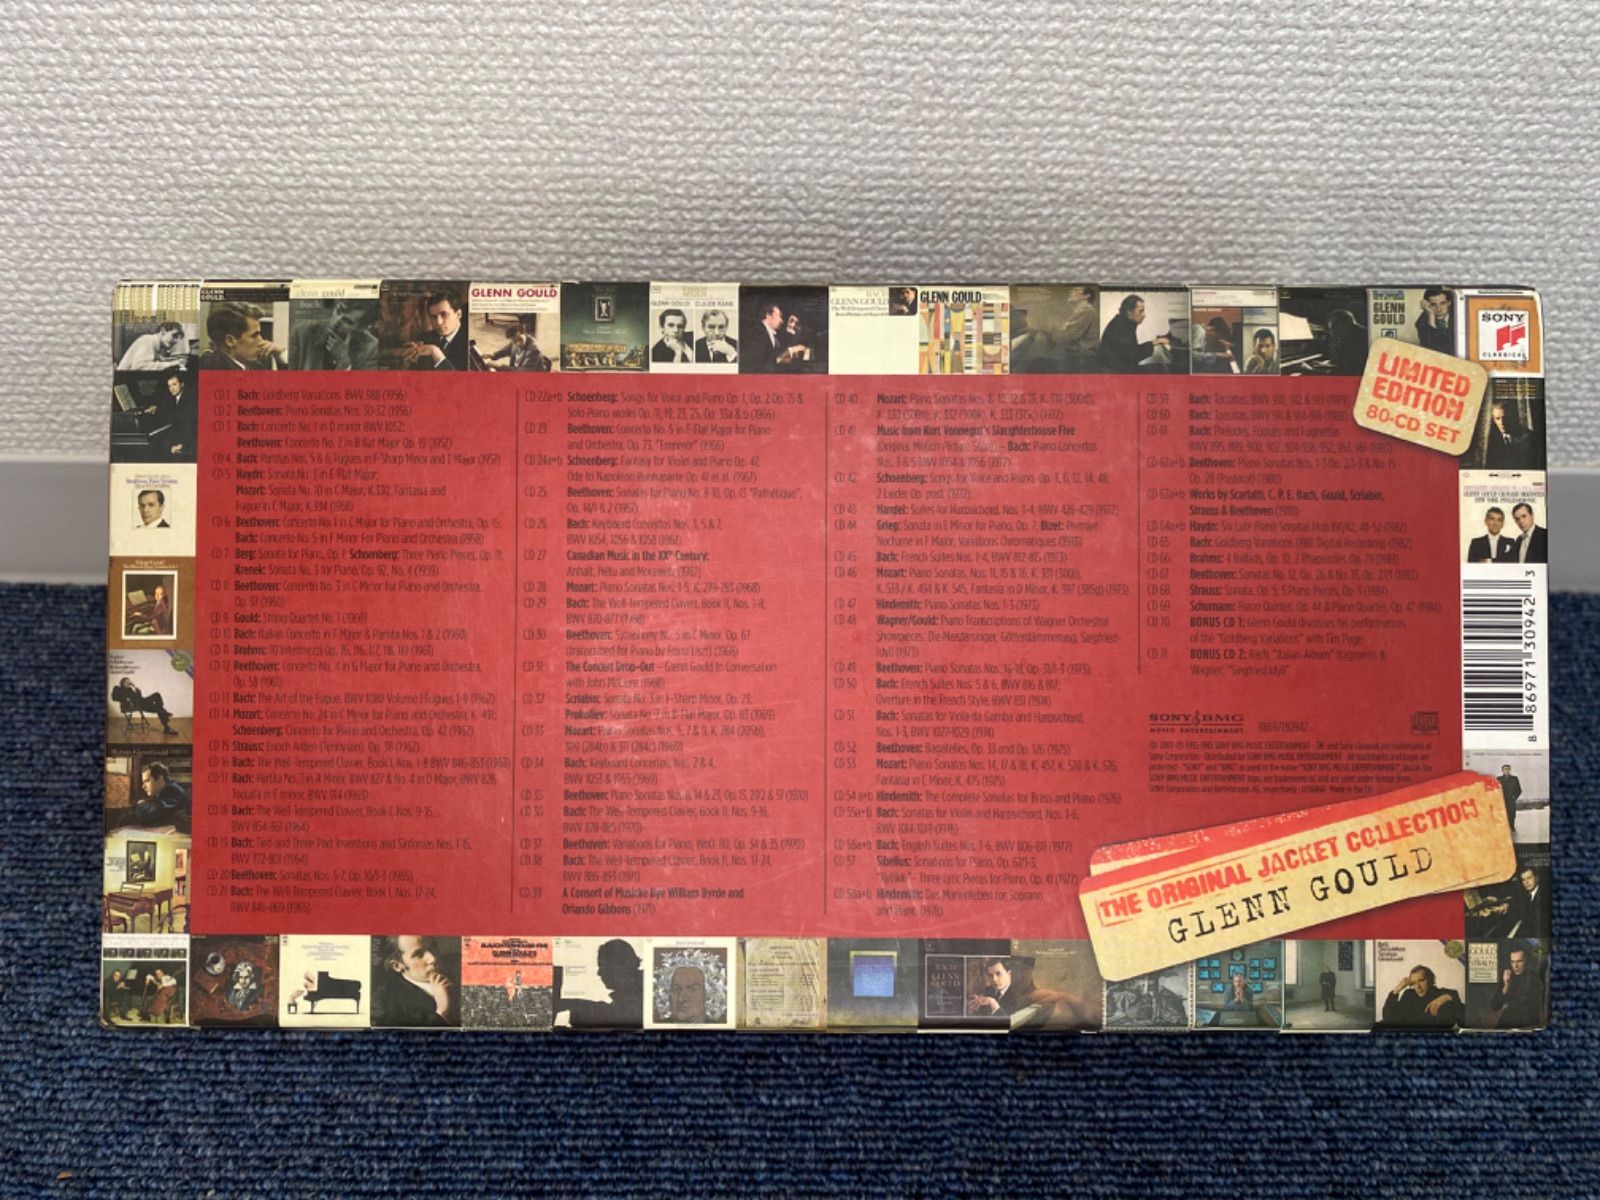 GLENN GOULD
GLENN GOULD
CLAUDE RAINS
GLENN GOULD
GLENN GOULD
SONY
CLASSICAL
LIMITED
EDITION
80-CD SET
CD 1 Bach: Goldberg Variations, BWV 988 (1956)
CD 2 Beethoven: Piano Sonatas Nos. 30-32 (1956)
CD 3 Bach: Concerto No. 1 in D minor BWV 1052;
Beethoven: Concerto No. 2 in B flat Major Op. 19 (1957)
CD 4 Bach: Partitas Nos. 5 & 6; Fugues in F-Sharp Minor and E Major (1957)
CD 5 Haydn: Sonata No. 3 in E-Flat Major;
Mozart: Sonata No. 10 in C Major, K.330; Fantasia and
Fugue in C Major, K.394 (1958)
CD 6 Beethoven: Concerto No. 1 in C Major for Piano and Orchestra, Op. 15;
Bach: Concerto No. 5 in F Minor For Piano and Orchestra (1958)
CD 7 Berg: Sonata for Piano, Op. 1; Schoenberg: Three Piano Pieces, Op. 11;
Krenek: Sonata No. 3 for Piano, Op. 92, No. 4 (1959)
CD 8 Beethoven: Concerto No. 3 in C Minor for Piano and Orchestra,
Op. 37 (1960)
CD 9 Gould: String Quartet No. 1 (1960)
CD 10 Bach: Italian Concerto in F Major & Partita Nos. 1 & 2 (1960)
CD 11 Brahms: 10 Intermezzi Op. 76, 116, 117, 118, 119 (1961)
CD 12 Beethoven: Concerto No. 4 in G Major for Piano and Orchestra,
Op. 58 (1961)
CD 13 Bach: The Art of the Fugue, BWV 1080 Volume I Fugues 1-9 (1962)
CD 14 Mozart: Concerto No. 24 in C Minor for Piano and Orchestra, K. 491;
Schoenberg: Concerto for Piano and Orchestra, Op. 42 (1962)
CD 15 Strauss: Enoch Arden (Tennyson), Op. 38 (1962)
CD 16 Bach: The Well-Tempered Clavier, Book I, Nos. 1-8 BWV 846-853 (1963)
CD 17 Bach: Partita No. 3 in A Minor, BWV 827 & No. 4 in D Major, BWV 828,
Toccata in E minor, BWV 914 (1963)
CD 18 Bach: The Well-Tempered Clavier, Book I, Nos. 9-16,
BWV 854-861 (1964)
CD 19 Bach: Two and Three Part Inventions and Sinfonias Nos. 1-15,
BWV 772-801 (1964)
CD 20 Beethoven: Sonatas Nos. 5-7, Op. 10/1-3 (1965)
CD 21 Bach: The Well-Tempered Clavier, Book I, Nos. 17-24,
BWV 846-869 (1965)
CD 22a+b Schoenberg: Songs for Voice and Piano Op. 1, Op. 2 Op. 15 &
Solo Piano works Op. 11, 19, 23, 25, Op. 33a & b (1966)
CD 23 Beethoven: Concerto No. 5 in E-Flat Major for Piano
and Orchestra, Op. 73, "Emperor" (1966)
CD 24a+b Schoenberg: Fantasy for Violin and Piano Op. 47,
Ode to Napoleon Buonaparte Op. 41 et al. (1967)
CD 25 Beethoven: Sonatas for Piano No. 8-10, Op. 13 "Pathétique",
Op. 14/1 & 2 (1967)
CD 26 Bach: Keyboard Concertos Nos. 3, 5 & 7,
BWV 1054, 1056 & 1058 (1967)
CD 27 Canadian Music in the XXth Century:
Anhalt, Hétu and Morawetz (1967)
CD 28 Mozart: Piano Sonatas Nos. 1-5, K. 279-283 (1968)
CD 29 Bach: The Well-Tempered Clavier, Book II, Nos. 1-8,
BWV 870-877 (1968)
CD 30 Beethoven: Symphony No. 5 in C Minor, Op. 67
(transcribed for Piano by Franz Liszt) (1968)
CD 31 The Concert Drop-Out – Glenn Gould In Conversation
with John McClure (1968)
CD 32 Scriabin: Sonata No. 3 in F-Sharp Minor, Op. 23;
Prokofiev: Sonata No. 7 in B-Flat Major, Op. 83 (1969)
CD 33 Mozart: Piano Sonatas Nos. 6, 7 & 9, K. 284 (205b),
309 (284b) & 311 (284c) (1969)
CD 34 Bach: Keyboard Concertos, Nos. 2 & 4,
BWV 1053 & 1055 (1969)
CD 35 Beethoven: Piano Sonatas Nos. 8, 14 & 23, Op. 13, 27/2 & 57 (1970)
CD 36 Bach: The Well-Tempered Clavier, Book II, Nos. 9-16,
BWV 878-885 (1970)
CD 37 Beethoven: Variations for Piano, WoO. 80, Op. 34 & 35 (1970)
CD 38 Bach: The Well-Tempered Clavier, Book II, Nos. 17-24,
BWV 886-893 (1971)
CD 39 A Consort of Musicke Bye William Byrde and
Orlando Gibbons (1971)
CD 40 Mozart: Piano Sonatas Nos. 8, 10, 12 & 13, K. 310 (300d),
K. 330 (300h), K. 332 (300k), K. 333 (315c) (1972)
CD 41 Music from Kurt Vonnegut's Slaughterhouse Five
(Original Motion Picture Score) – Bach: Piano Concertos
Nos. 3 & 5 BWV 1054 & 1056 (1972)
CD 42 Schoenberg: Songs for Voice and Piano, Op. 3, 6, 12, 14, 48,
2 Lieder Op. post. (1972)
CD 43 Handel: Suites for Harpsichord, Nos. 1-4, HWV 426-429 (1972)
CD 44 Grieg: Sonata in E Minor for Piano, Op. 7; Bizet: Premier
Nocturne in F Major, Variations Chromatiques (1973)
CD 45 Bach: French Suites Nos. 1-4, BWV 812-815 (1973)
CD 46 Mozart: Piano Sonatas, Nos. 11, 15 & 16, K. 331 (300i),
K. 533 / K. 494 & K. 545, Fantasia in D Minor, K. 397 (385g) (1973)
CD 47 Hindemith: Piano Sonatas Nos. 1-3 (1973)
CD 48 Wagner/Gould: Piano Transcriptions of Wagner Orchestral
Showpieces: Die Meistersinger, Götterdämmerung, Siegfried-
Idyll (1973)
CD 49 Beethoven: Piano Sonatas Nos. 16-18, Op. 31/1-3 (1973)
CD 50 Bach: French Suites Nos. 5 & 6, BWV 816 & 817;
Overture in the French Style, BWV 831 (1974)
CD 51 Bach: Sonatas for Viola da Gamba and Harpsichord,
Nos. 1-3, BWV 1027-1029 (1974)
CD 52 Beethoven: Bagatelles, Op. 33 and Op. 126 (1975)
CD 53 Mozart: Piano Sonatas Nos. 14, 17 & 18, K. 457, K. 570 & K. 576,
Fantasia in C Minor, K. 475 (1975)
CD 54 a+b Hindemith: The Complete Sonatas for Brass and Piano (1976)
CD 55a+b Bach: Sonatas for Violin and Harpsichord, Nos. 1-6,
BWV 1014-1019 (1976)
CD 56a+b Bach: English Suites Nos. 1-6, BWV 806-811 (1977)
CD 57 Sibelius: Sonatinas for Piano, Op. 67/1-3,
"Kyllikki" – Three Lyric Pieces for Piano, Op. 41 (1977)
CD 58a+b Hindemith: Das Marienleben for Soprano
and Piano (1978)
CD 59 Bach: Toccatas, BWV 910, 912 & 913 (1979)
CD 60 Bach: Toccatas, BWV 911 & 914-916 (1980)
CD 61 Bach: Preludes, Fugues and Fughettas
CD 62a+b Beethoven: Piano Sonatas Nos. 1-3 Op. 2/1-3 & No. 15
Op. 28 (Pastoral) (1980)
CD 63a+b Works by Scarlatti, C. P. E. Bach, Gould, Scriabin,
Strauss & Beethoven (1980)
CD 64a+b Haydn: Six Late Piano Sonatas Hob.XVI/42, 48-52 (1982)
CD 65 Bach: Goldberg Variations (1981 Digital Recording) (1982)
CD 66 Brahms: 4 Ballads, Op. 10, 2 Rhapsodies Op. 79 (1983)
CD 67 Beethoven: Sonatas No. 12, Op. 26 & No. 13, Op. 27/1 (1983)
CD 68 Strauss: Sonata, Op. 5; 5 Piano Pieces, Op. 3 (1984)
CD 69 Schumann: Piano Quintet, Op. 44 & Piano Quartet, Op. 47 (1984)
CD 70 BONUS CD 1: Glenn Gould discusses his performances
of the "Goldberg Variations" with Tim Page
CD 71 BONUS CD 2: Bach: "Italian Album" fragments &
Wagner: "Siegfried Idyll"
SONY BMG
MUSIC ENTERTAINMENT
88697130942
8 86971 30942 3
THE ORIGINAL JACKET COLLECTION
GLENN GOULD